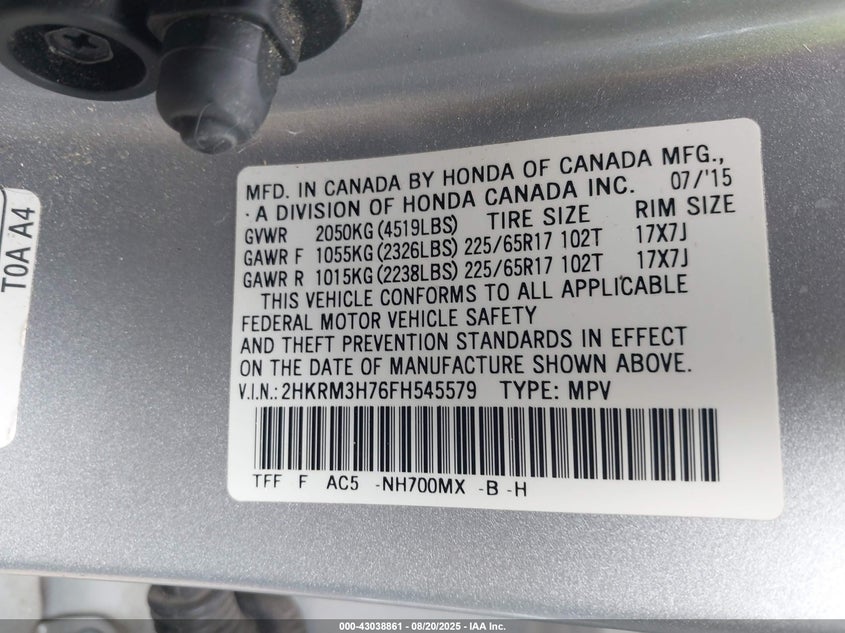 MFD. IN CANADA BY HONDA OF CANADA MFG.,
· A DIVISION OF HONDA CANADA INC. 07/'15
GVWR 2050KG (4519LBS) TIRE SIZE RIM SIZE
GAWR F 1055KG (2326LBS) 225/65R17 102T 17X7J
GAWR R 1015KG (2238LBS) 225/65R17 102T 17X7J
THIS VEHICLE CONFORMS TO ALL APPLICABLE
FEDERAL MOTOR VEHICLE SAFETY
AND THEFT PREVENTION STANDARDS IN EFFECT
ON THE DATE OF MANUFACTURE SHOWN ABOVE.
V.I.N.: 2HKRM3H76FH545579 TYPE: MPV
TFF F AC5 -NH700MX -B -H
T0A A4
000-43038861 - 08/20/2025 - IAA Inc.